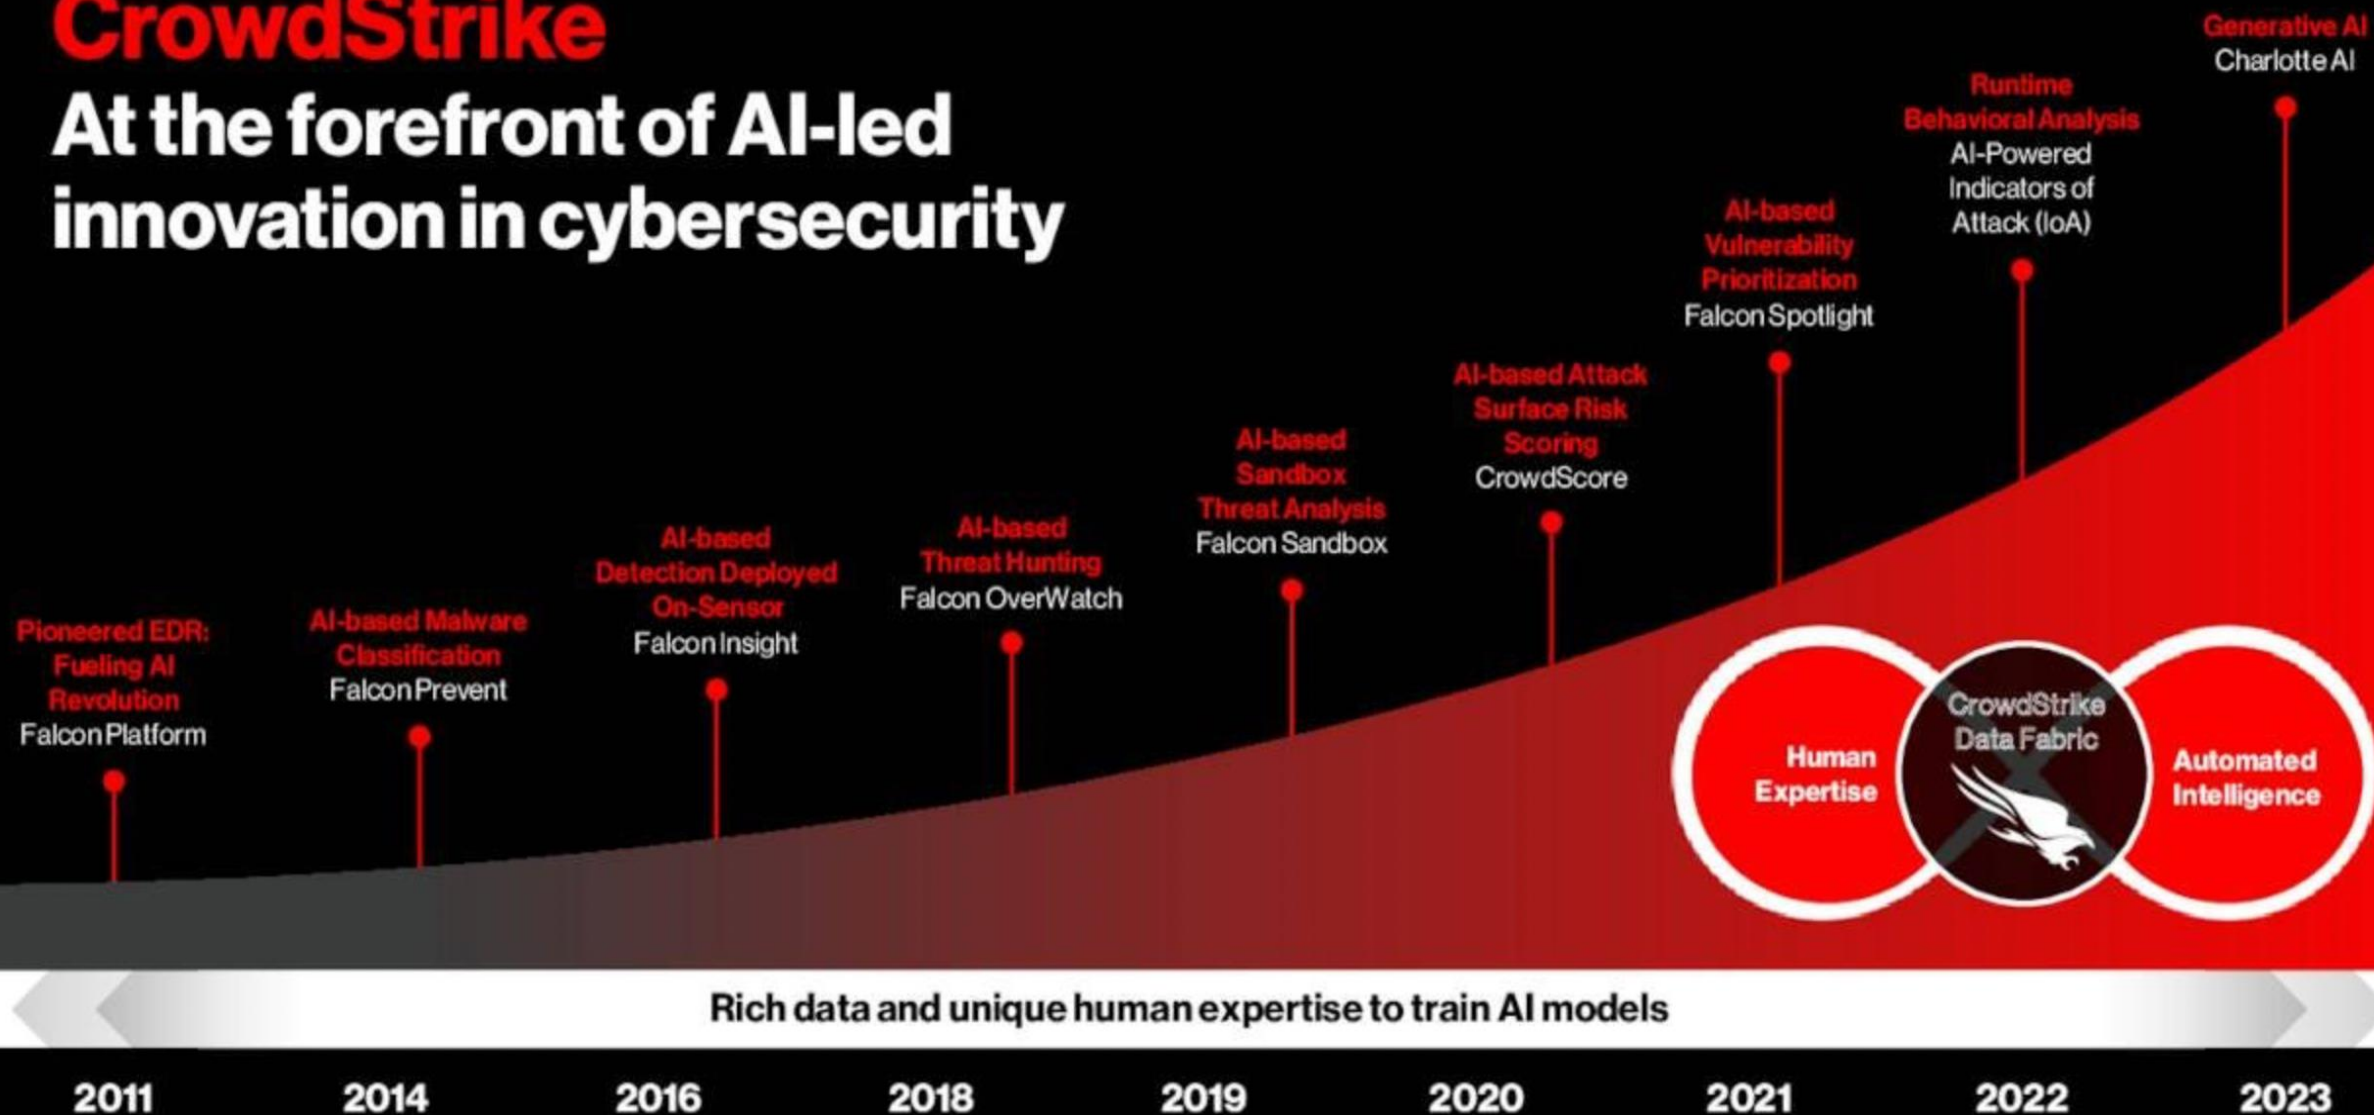 CrowdStrike
At the forefront of AI-led
innovation in cybersecurity
Pioneered EDR:
Fueling AI
Revolution
Falcon Platform
AI-based Malware
Classification
Falcon Prevent
AI-based
Detection Deployed
On-Sensor
Falcon Insight
AI-based
Threat Hunting
Falcon OverWatch
AI-based
Sandbox
Threat Analysis
Falcon Sandbox
AI-based Attack
Surface Risk
Scoring
CrowdScore
AI-based
Vulnerability
Prioritization
Falcon Spotlight
Runtime
Behavioral Analysis
AI-Powered
Indicators of
Attack (IoA)
Generative AI
Charlotte AI
Human
Expertise
CrowdStrike
Data Fabric
Automated
Intelligence
Rich data and unique human expertise to train AI models
2011 2014 2016 2018 2019 2020 2021 2022 2023